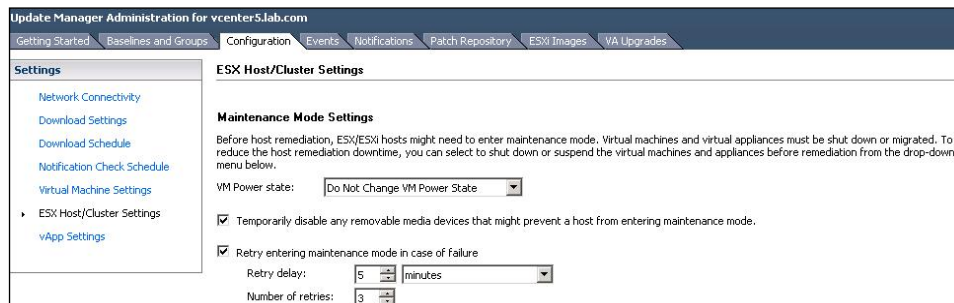 Update Manager Administration for vcenter5.lab.com
Getting Started Baselines and Groups Configuration Events Notifications Patch Repository ESXi Images VA Upgrades
Settings
Network Connectivity
Download Settings
Download Schedule
Notification Check Schedule
Virtual Machine Settings
ESX Host/Cluster Settings
vApp Settings
ESX Host/Cluster Settings
Maintenance Mode Settings
Before host remediation, ESX/ESXi hosts might need to enter maintenance mode. Virtual machines and virtual appliances must be shut down or migrated. To
reduce the host remediation downtime, you can select to shut down or suspend the virtual machines and appliances before remediation from the drop-down
menu below.
VM Power state: Do Not Change VM Power State
Temporarily disable any removable media devices that might prevent a host from entering maintenance mode.
Retry entering maintenance mode in case of failure
Retry delay: 5 minutes
Number of retries: 3